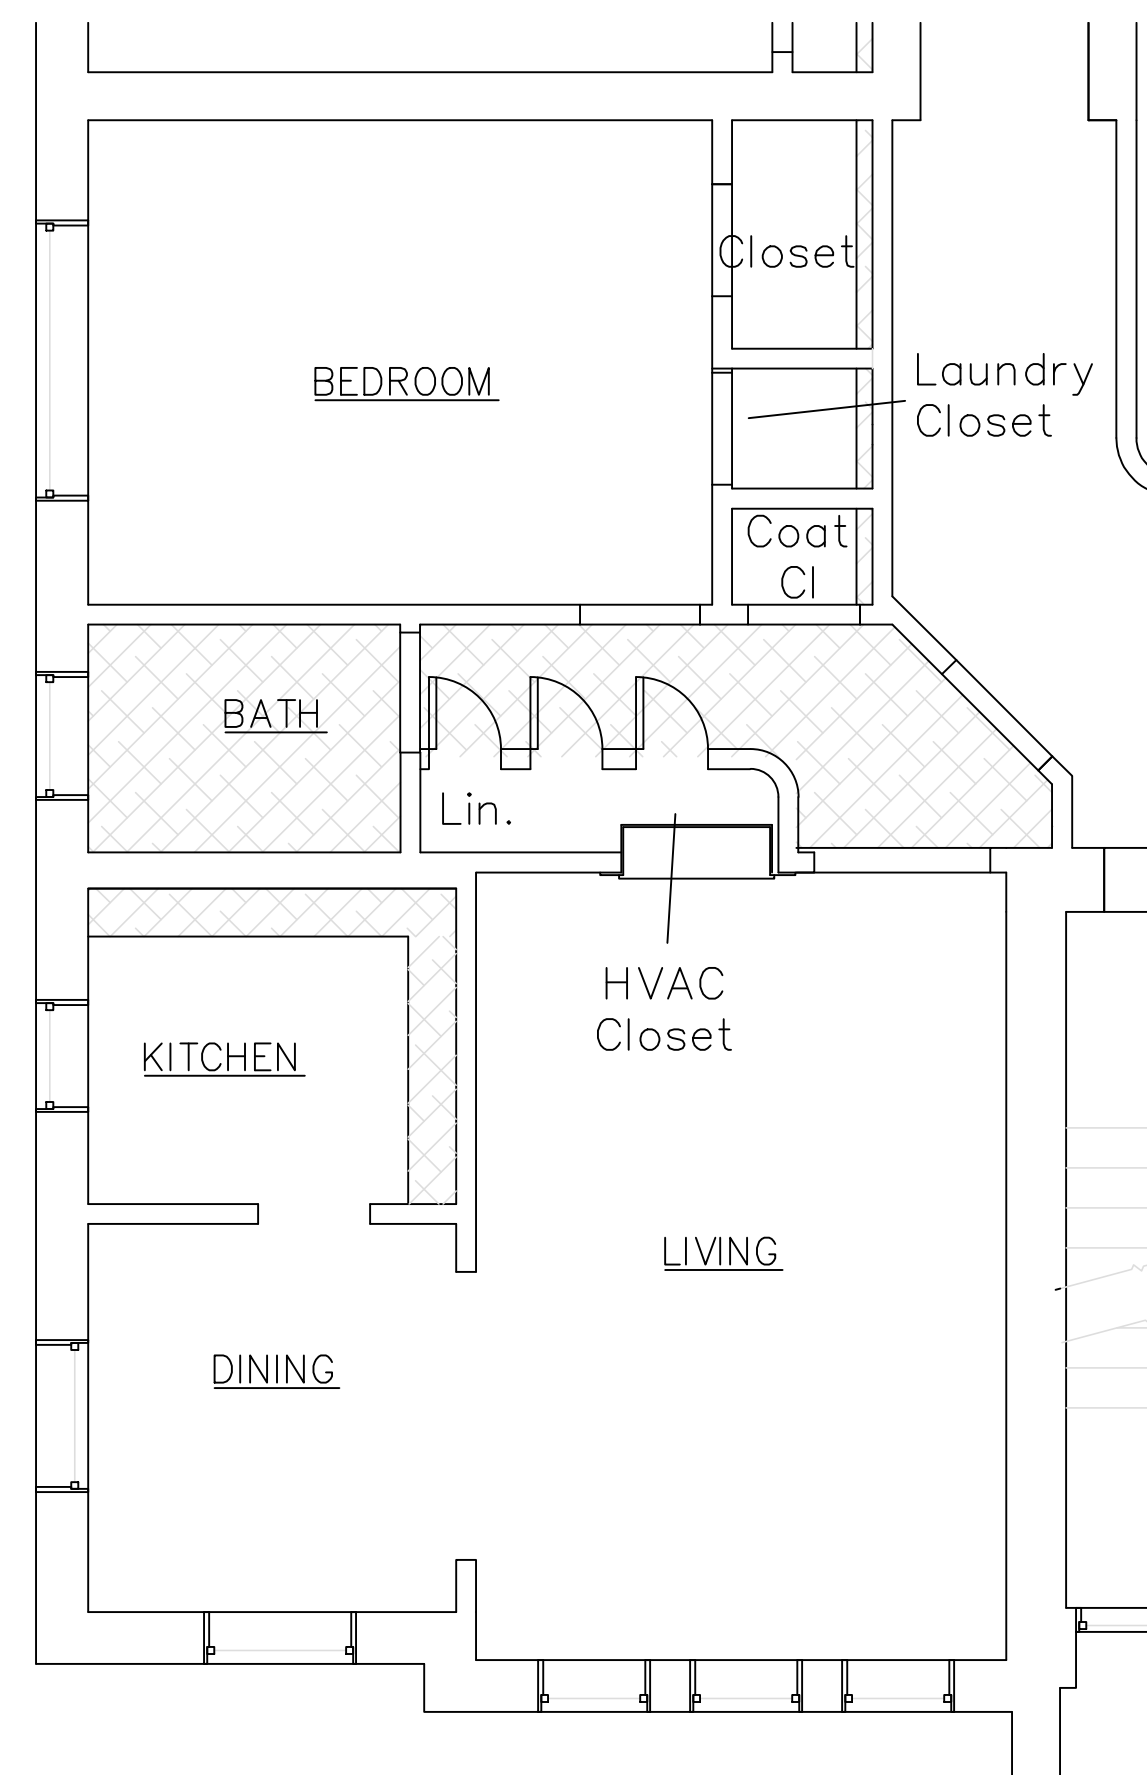 Closet
BEDROOM
Laundry
Closet
Coat
Cl
BATH
Lin.
HVAC
Closet
KITCHEN
LIVING
DINING